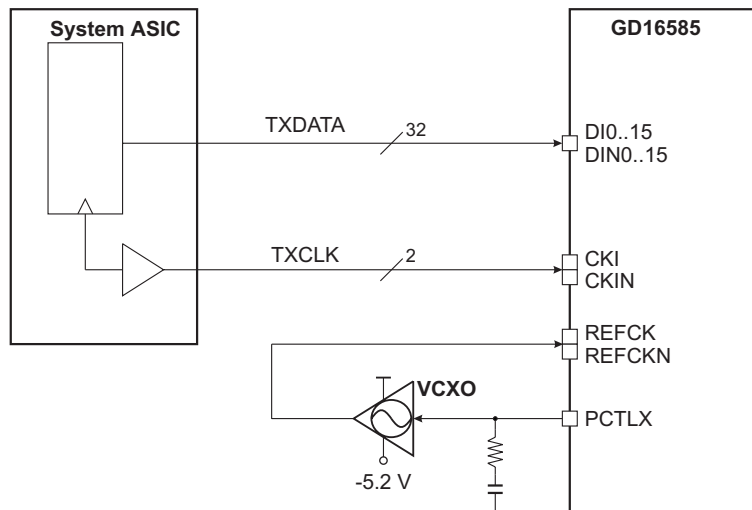 System ASIC
GD16585
TXDATA
32
DI0..15
DIN0..15
TXCLK
2
CKI
CKIN
REFCK
REFCKN
VCXO
PCTLX
-5.2 V